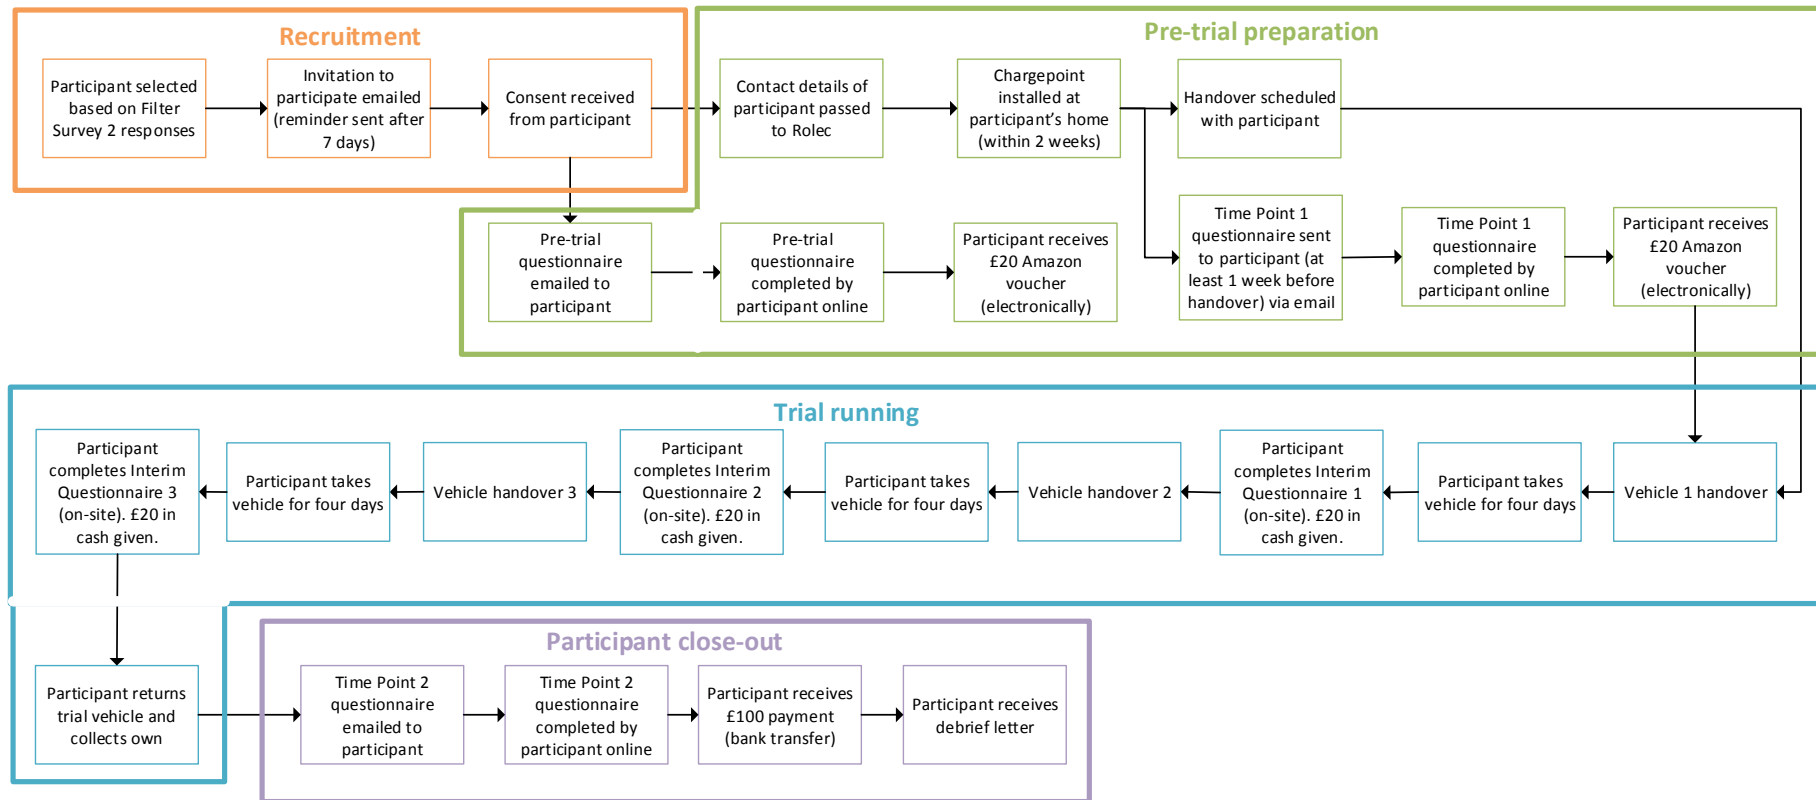 Recruitment
Participant selected
based on Filter
Survey 2 responses
Invitation to
participate emailed
(reminder sent after
7 days)
Consent received
from participant
Pre-trial preparation
Contact details of
participant passed
to Rolec
Chargepoint
installed at
participant's home
(within 2 weeks)
Handover scheduled
with participant
Pre-trial
questionnaire
emailed to
participant
Pre-trial
questionnaire
completed by
participant online
Participant receives
£20 Amazon
voucher
(electronically)
Time Point 1
questionnaire sent
to participant (at
least 1 week before
handover) via email
Time Point 1
questionnaire
completed by
participant online
Participant receives
£20 Amazon
voucher
(electronically)
Trial running
Participant
completes Interim
Questionnaire 3
(on-site). £20 in
cash given.
Participant takes
vehicle for four days
Vehicle handover 3
Participant
completes Interim
Questionnaire 2
(on-site). £20 in
cash given.
Participant takes
vehicle for four days
Vehicle handover 2
Participant
completes Interim
Questionnaire 1
(on-site). £20 in
cash given.
Participant takes
vehicle for four days
Vehicle 1 handover
Participant returns
trial vehicle and
collects own
Participant close-out
Time Point 2
questionnaire
emailed to
participant
Time Point 2
questionnaire
completed by
participant online
Participant receives
£100 payment
(bank transfer)
Participant receives
debrief letter